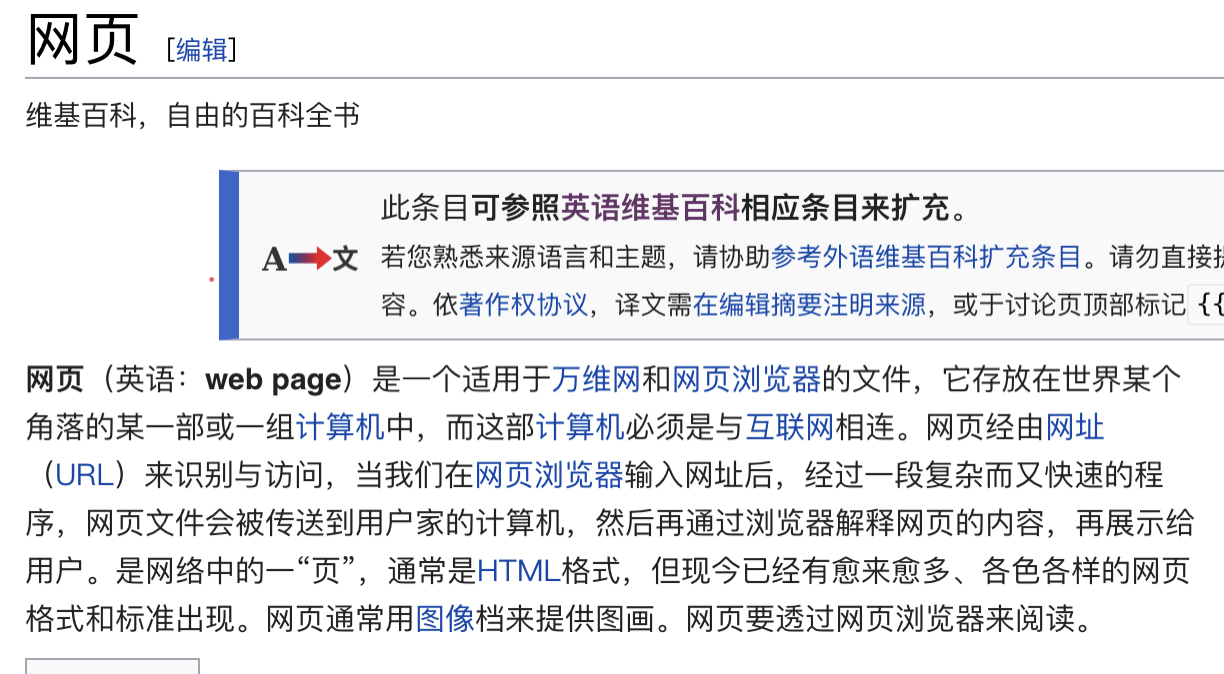 网页 [编辑]
维基百科，自由的百科全书
此条目可参照英语维基百科相应条目来扩充。
A 文
若您熟悉来源语言和主题，请协助参考外语维基百科扩充条目。请勿直接
容。依著作权协议，译文需在编辑摘要注明来源，或于讨论页顶部标记 {{
网页（英语：web page）是一个适用于万维网和网页浏览器的文件，它存放在世界某个
角落的某一部或一组计算机中，而这部计算机必须是与互联网相连。网页经由网址
（URL）来识别与访问，当我们在网页浏览器输入网址后，经过一段复杂而又快速的程
序，网页文件会被传送到用户家的计算机，然后再通过浏览器解释网页的内容，再展示给
用户。是网络中的一“页”，通常是HTML格式，但现今已经有愈来愈多、各色各样的网页
格式和标准出现。网页通常用图像档来提供图画。网页要透过网页浏览器来阅读。